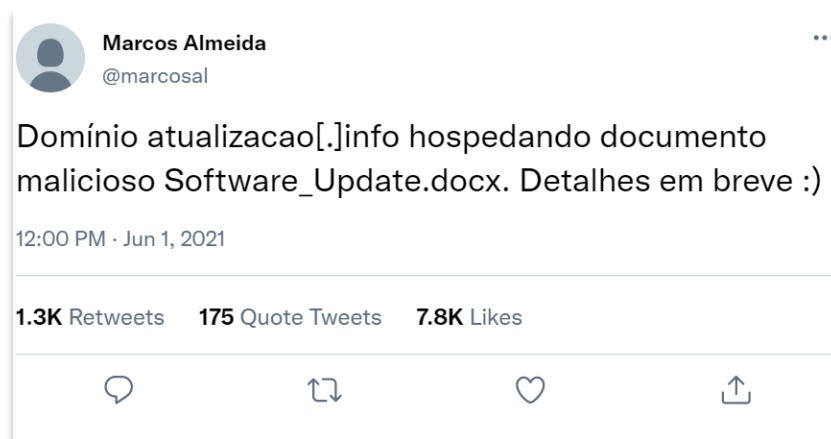 Marcos Almeida
@marcosal
Domínio atualizacao[.]info hospedando documento
malicioso Software_Update.docx. Detalhes em breve :)
12:00 PM · Jun 1, 2021
1.3K Retweets 175 Quote Tweets 7.8K Likes